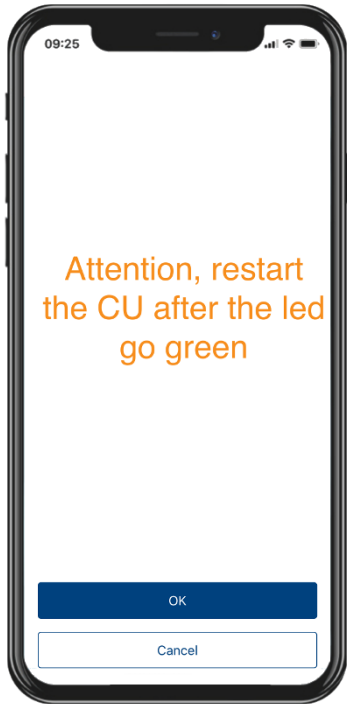 09:25
Attention, restart
the CU after the led
go green
OK
Cancel